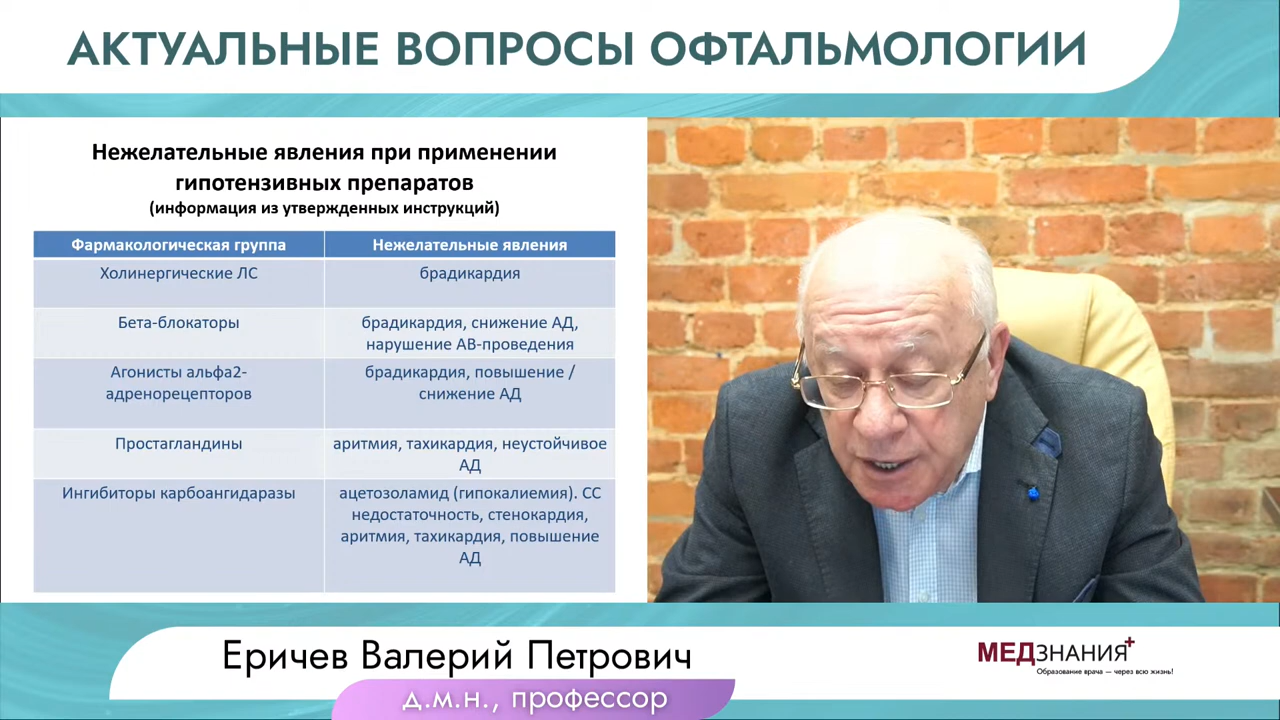 АКТУАЛЬНЫЕ ВОПРОСЫ ОФТАЛЬМОЛОГИИ
Нежелательные явления при применении
гипотензивных препаратов
(информация из утвержденных инструкций)
Фармакологическая группа
Нежелательные явления
Холинергические ЛС
брадикардия
Бета-блокаторы
брадикардия, снижение АД,
нарушение АВ-проведения
Агонисты альфа2-
адренорецепторов
брадикардия, повышение /
снижение АД
Простагландины
аритмия, тахикардия, неустойчивое
АД
Ингибиторы карбоангидаразы
ацетозоламид (гипокалиемия). СС
недостаточность, стенокардия,
аритмия, тахикардия, повышение
АД
Еричев Валерий Петрович
д.м.н., профессор
МЕДЗНАНИЯ+
Образование врача — через всю жизнь!